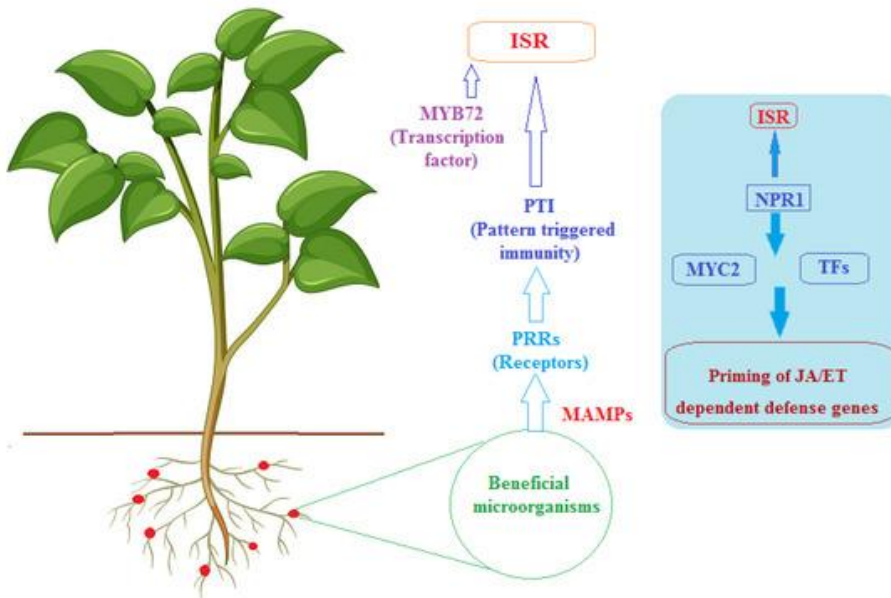 ISR
MYB72
(Transcription
factor)
PTI
(Pattern triggered
immunity)
PRRs
(Receptors)
MAMPs
Beneficial
microorganisms
ISR
NPR1
MYC2
TFs
Priming of JA/ET
dependent defense genes